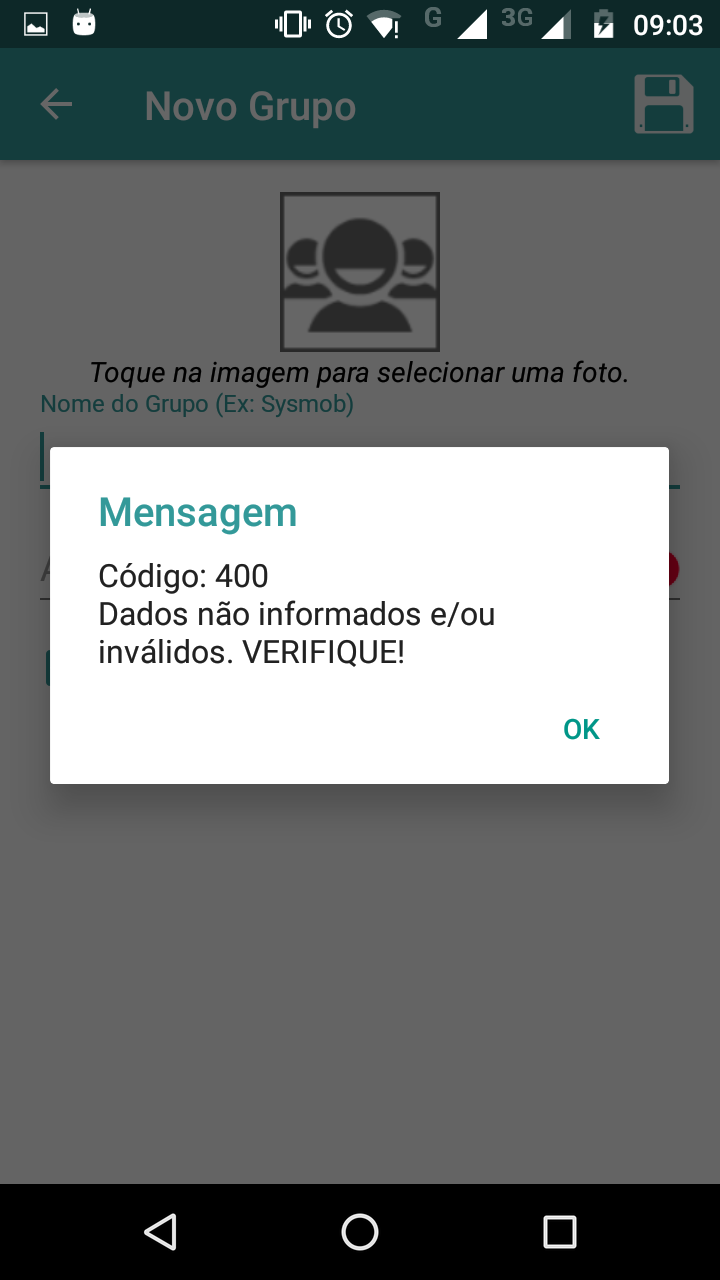 G 3G 09:03
Novo Grupo
Toque na imagem para selecionar uma foto.
Nome do Grupo (Ex: Sysmob)
Mensagem
Código: 400
Dados não informados e/ou
inválidos. VERIFIQUE!
OK